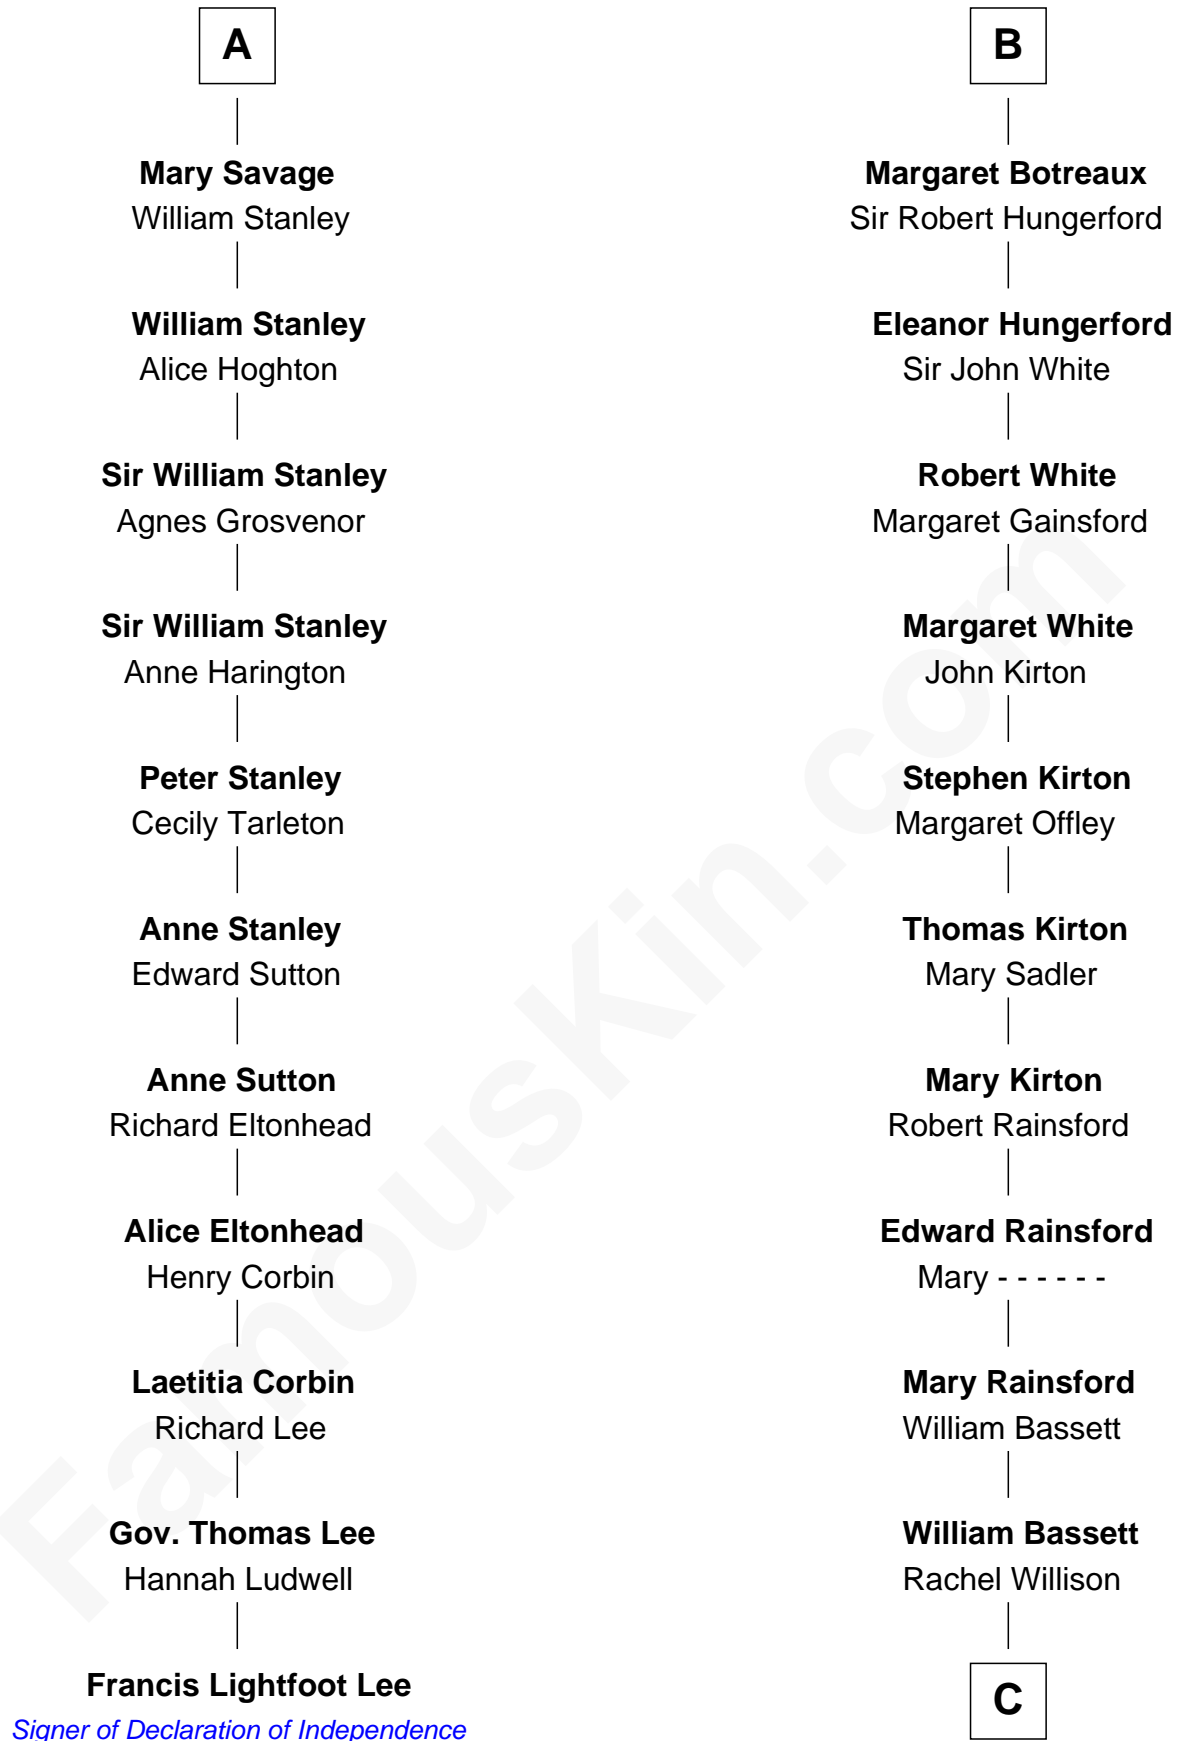 A
Mary Savage
William Stanley
William Stanley
Alice Hoghton
Sir William Stanley
Agnes Grosvenor
Sir William Stanley
Anne Harington
Peter Stanley
Cecily Tarleton
Anne Stanley
Edward Sutton
Anne Sutton
Richard Eltonhead
Alice Eltonhead
Henry Corbin
Laetitia Corbin
Richard Lee
Gov. Thomas Lee
Hannah Ludwell
Francis Lightfoot Lee
Signer of Declaration of Independence
B
Margaret Botreaux
Sir Robert Hungerford
Eleanor Hungerford
Sir John White
Robert White
Margaret Gainsford
Margaret White
John Kirton
Stephen Kirton
Margaret Offley
Thomas Kirton
Mary Sadler
Mary Kirton
Robert Rainsford
Edward Rainsford
Mary - - - - - -
Mary Rainsford
William Bassett
William Bassett
Rachel Willison
C
FamousKin.com